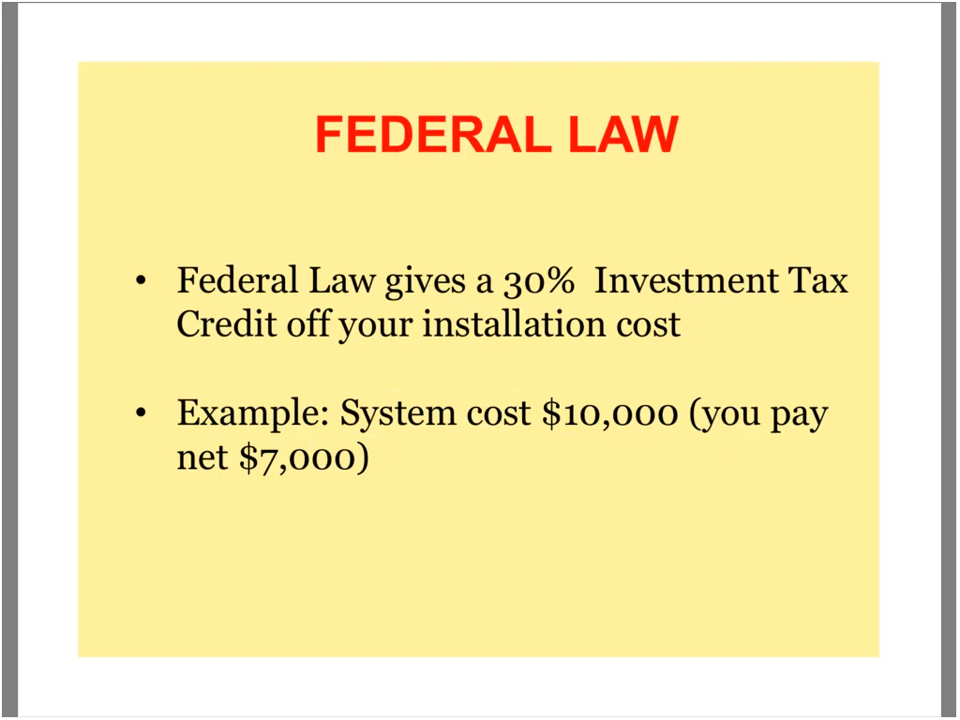 FEDERAL LAW
• Federal Law gives a 30% Investment Tax
Credit off your installation cost
• Example: System cost $10,000 (you pay
net $7,000)